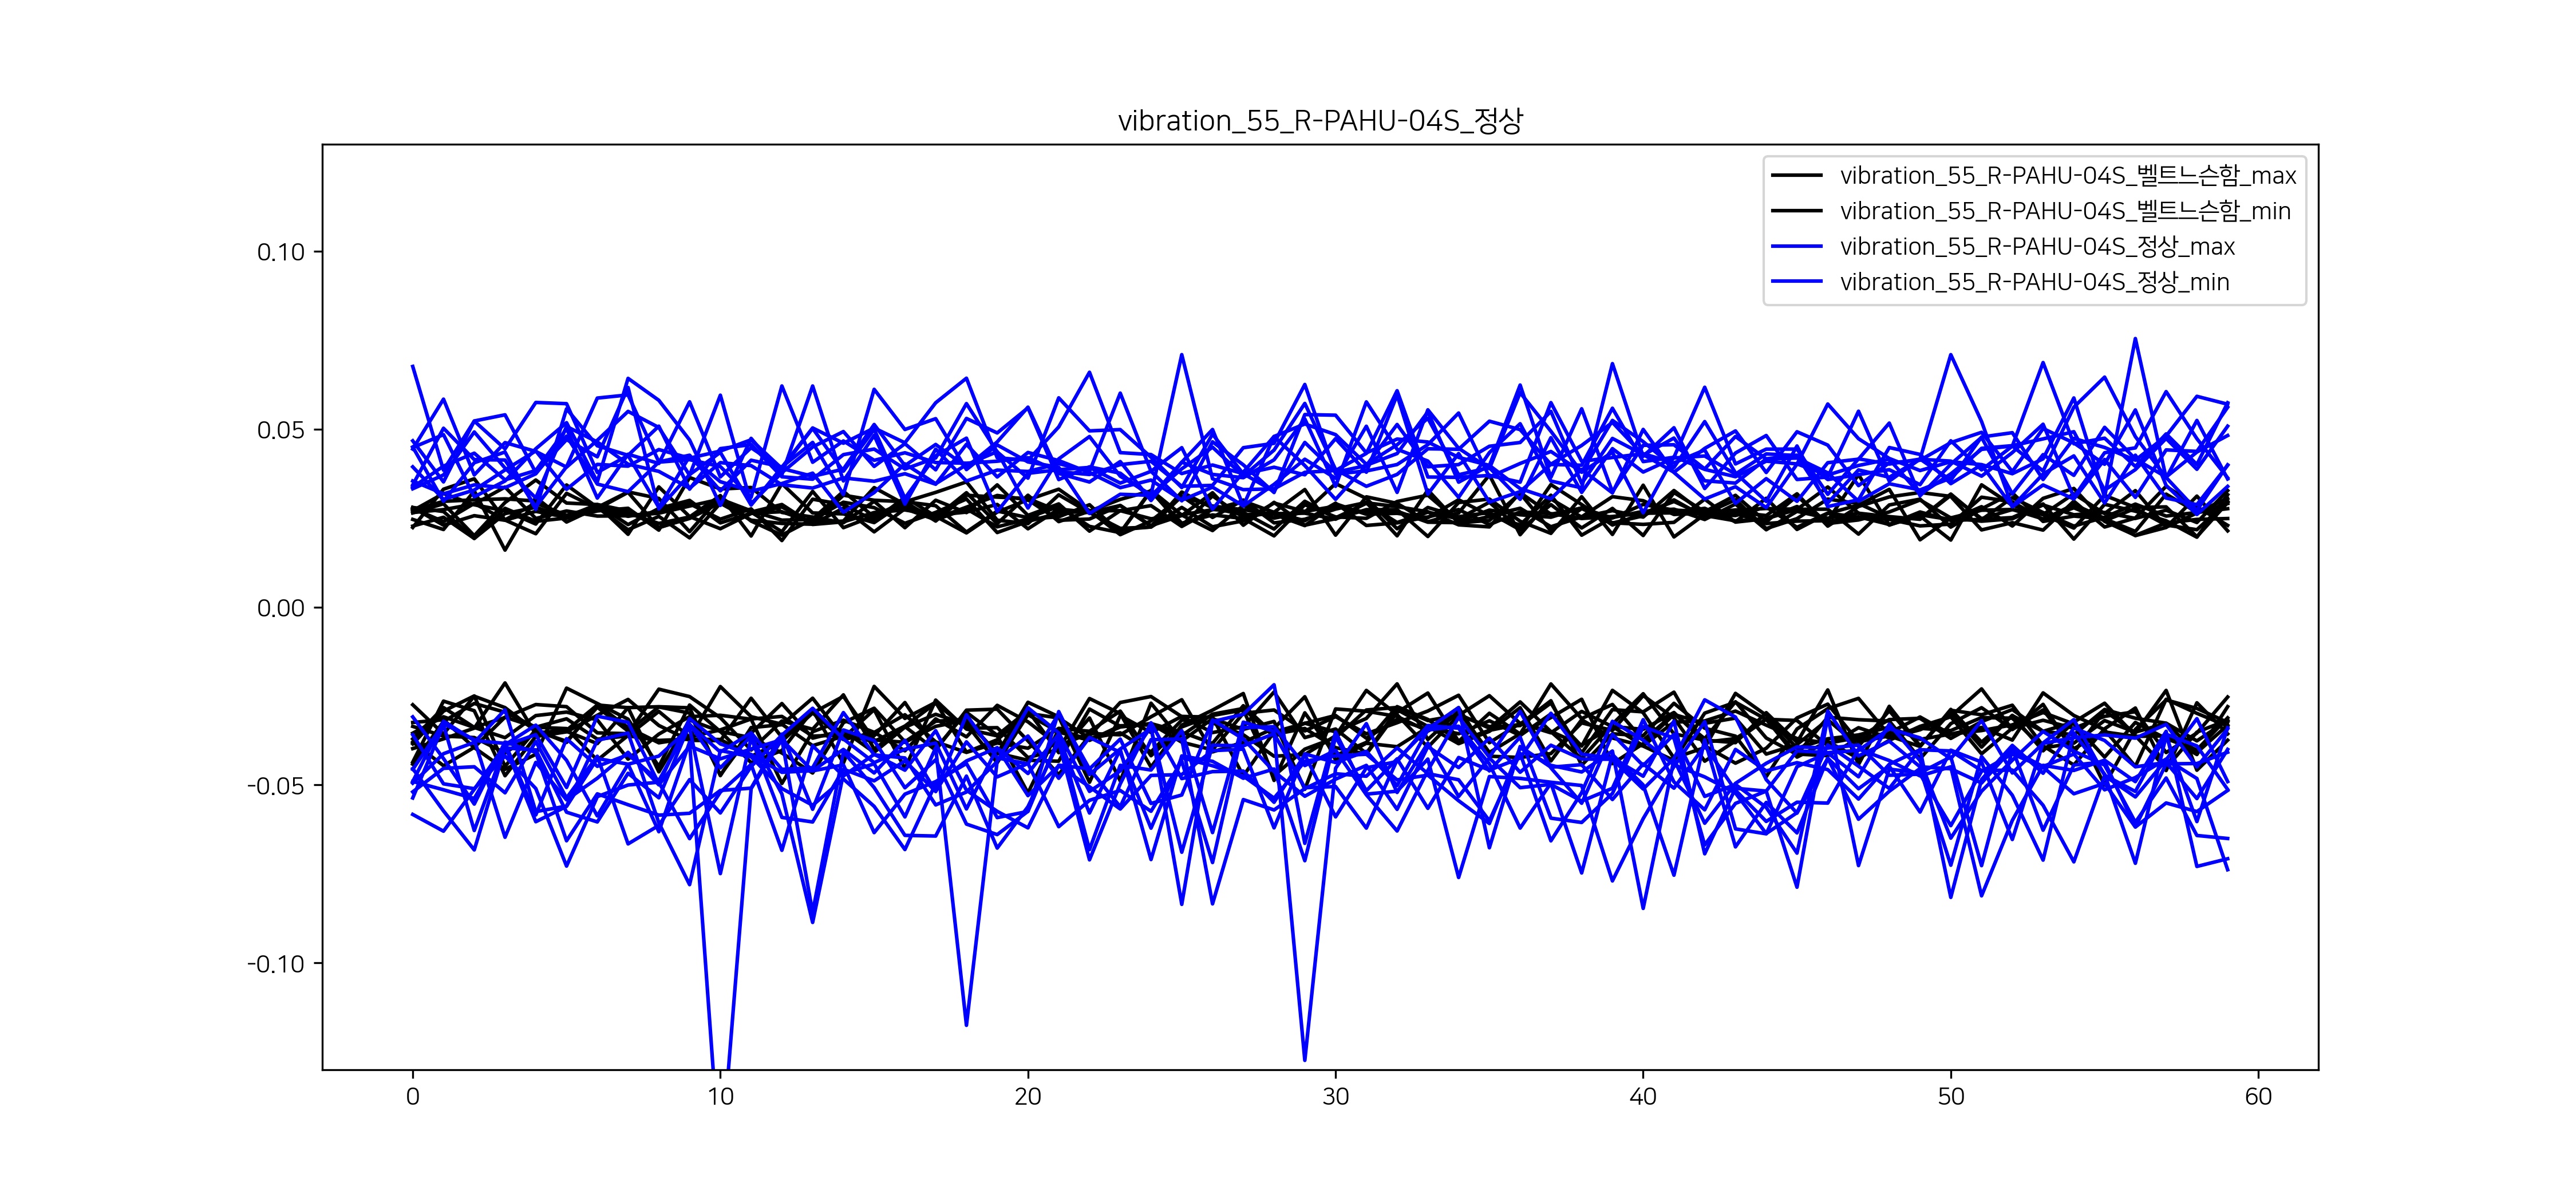 vibration_55_R-PAHU-04S_정상
vibration_55_R-PAHU-04S_벨트느슨함_max
vibration_55_R-PAHU-04S_벨트느슨함_min
vibration_55_R-PAHU-04S_정상_max
vibration_55_R-PAHU-04S_정상_min
0.10
0.05
0.00
-0.05
-0.10
0 10 20 30 40 50 60